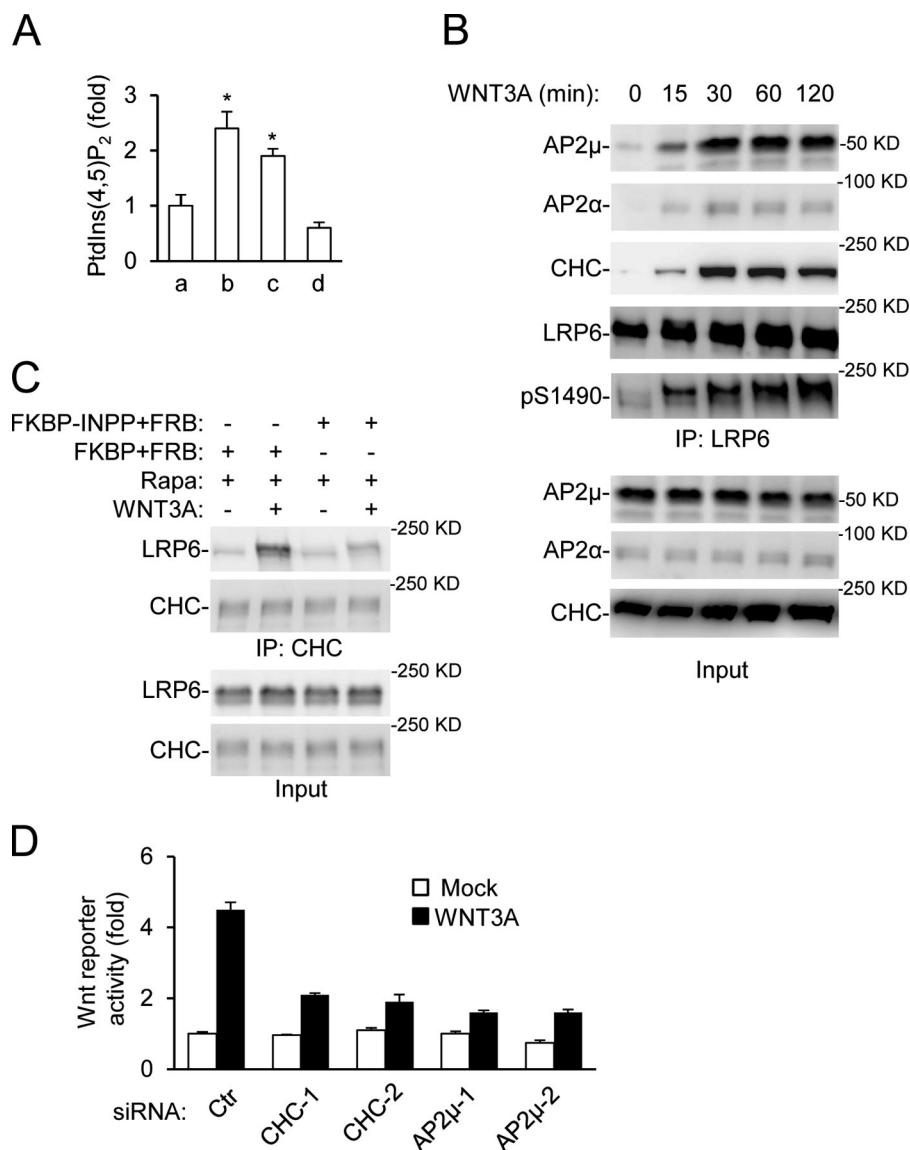 A
PtdIns(4,5)P2 (fold)
3
2
1
0
* *
a b c d
B
WNT3A (min): 0 15 30 60 120
AP2μ- -50 KD
-100 KD
AP2α-
-250 KD
CHC-
-250 KD
LRP6-
-250 KD
pS1490-
IP: LRP6
AP2μ- -50 KD
-100 KD
AP2α-
-250 KD
CHC-
Input
C
FKBP-INPP+FRB: - - + +
FKBP+FRB: + + - -
Rapa: + + + +
WNT3A: - + - +
-250 KD
LRP6-
-250 KD
CHC-
IP: CHC
-250 KD
LRP6-
-250 KD
CHC-
Input
D
Wnt reporter
activity (fold)
6
4
2
0
Mock
WNT3A
siRNA: Ctr CHC-1 CHC-2 AP2μ-1 AP2μ-2